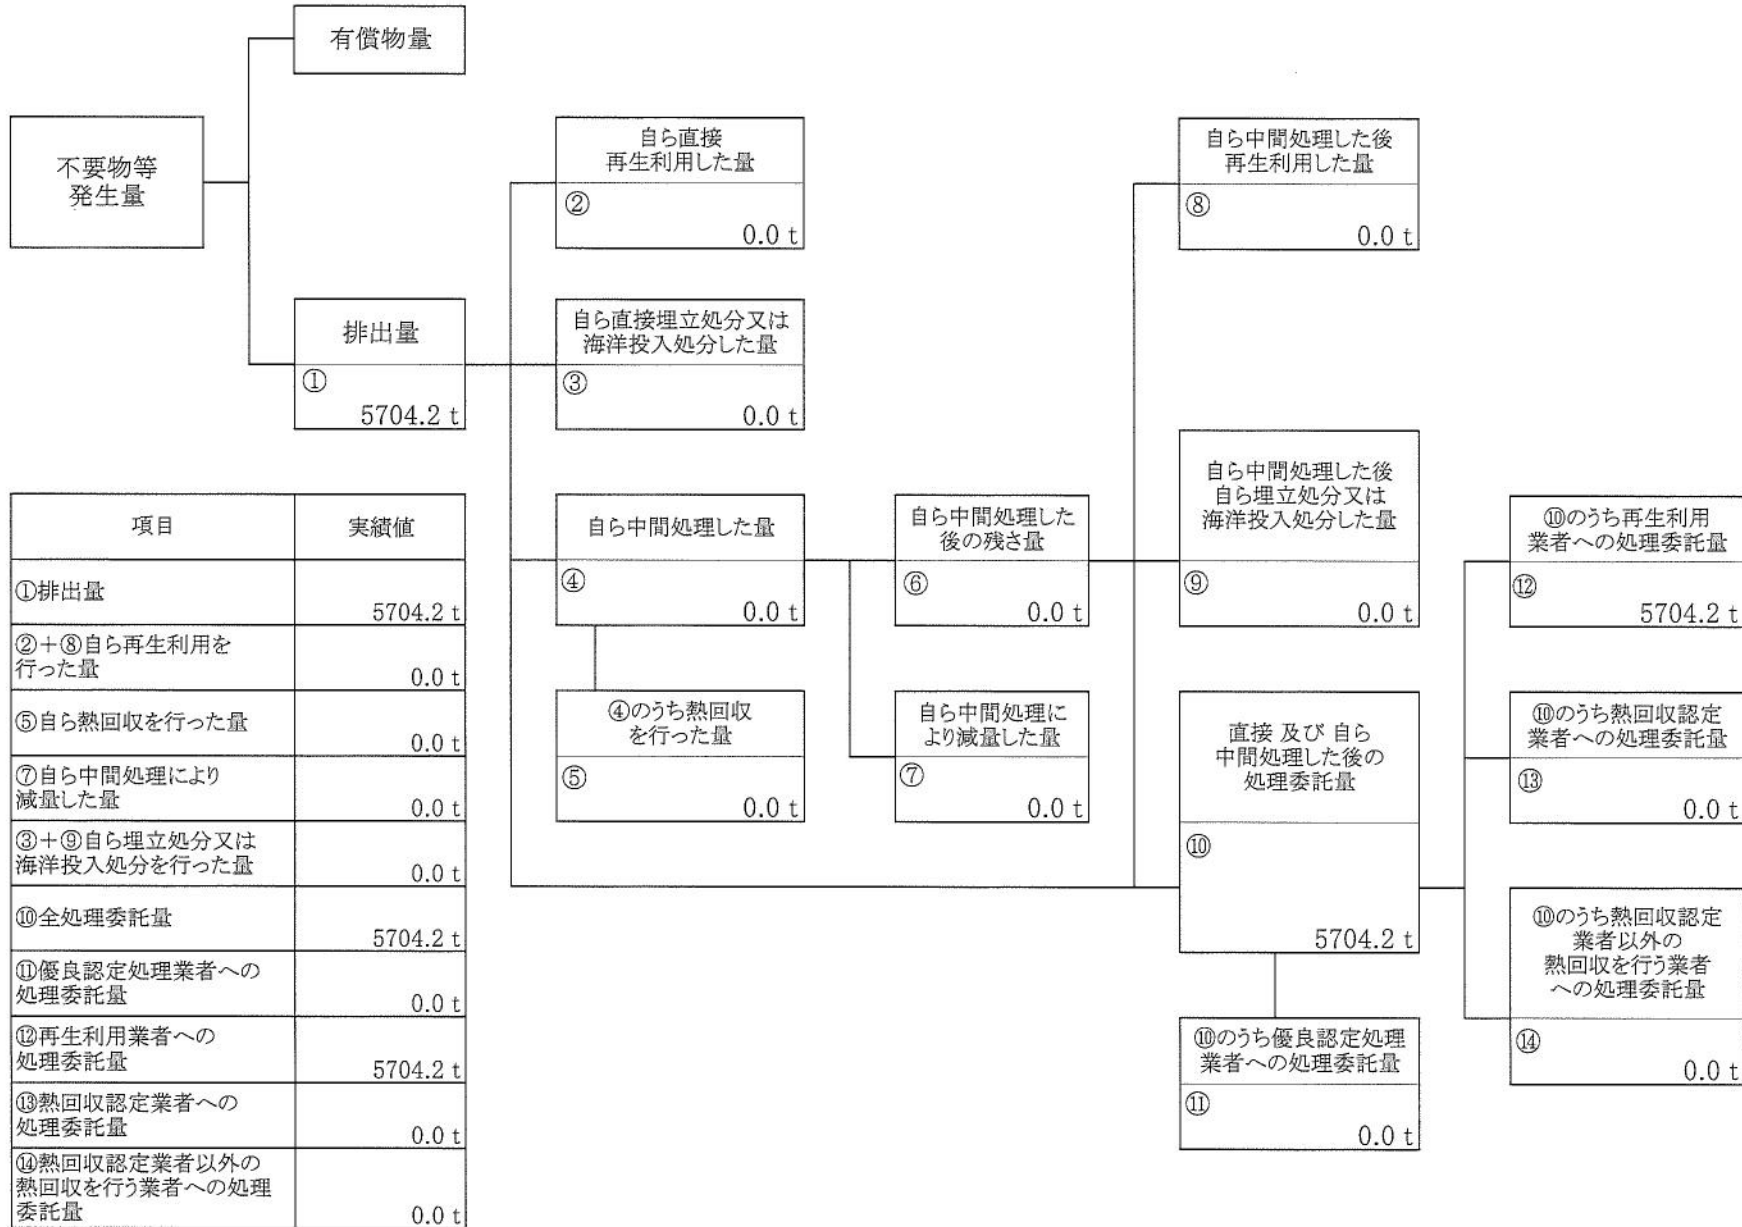 有償物量
不要物等
発生量
排出量
①
5704.2 t
自ら直接
再生利用した量
②
0.0 t
自ら直接埋立処分又は
海洋投入処分した量
③
0.0 t
自ら中間処理した量
④
0.0 t
④のうち熱回収
を行った量
⑤
0.0 t
自ら中間処理した
後の残さ量
⑥
0.0 t
自ら中間処理に
より減量した量
⑦
0.0 t
自ら中間処理した後
再生利用した量
⑧
0.0 t
自ら中間処理した後
自ら埋立処分又は
海洋投入処分した量
⑨
0.0 t
直接 及び 自ら
中間処理した後の
処理委託量
⑩
5704.2 t
⑩のうち優良認定処理
業者への処理委託量
⑪
0.0 t
⑩のうち再生利用
業者への処理委託量
⑫
5704.2 t
⑩のうち熱回収認定
業者への処理委託量
⑬
0.0 t
⑩のうち熱回収認定
業者以外の
熱回収を行う業者
への処理委託量
⑭
0.0 t
項目 実績値
①排出量
5704.2 t
②＋⑧自ら再生利用を
行った量
0.0 t
⑤自ら熱回収を行った量
0.0 t
⑦自ら中間処理により
減量した量
0.0 t
③＋⑨自ら埋立処分又は
海洋投入処分を行った量
0.0 t
⑩全処理委託量
5704.2 t
⑪優良認定処理業者への
処理委託量
0.0 t
⑫再生利用業者への
処理委託量
5704.2 t
⑬熱回収認定業者への
処理委託量
0.0 t
⑭熱回収認定業者以外の
熱回収を行う業者への処理
委託量
0.0 t